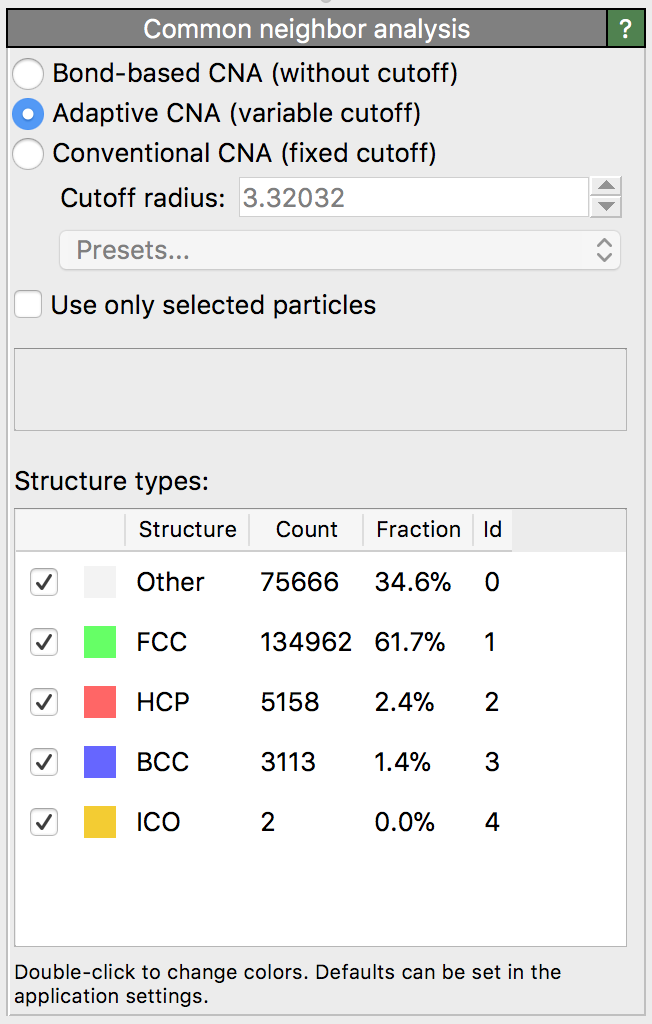 Common neighbor analysis ?
Bond-based CNA (without cutoff)
Adaptive CNA (variable cutoff)
Conventional CNA (fixed cutoff)
Cutoff radius: 3.32032
Presets...
Use only selected particles
Structure types:
Structure Count Fraction Id
Other 75666 34.6% 0
FCC 134962 61.7% 1
HCP 5158 2.4% 2
BCC 3113 1.4% 3
ICO 2 0.0% 4
Double-click to change colors. Defaults can be set in the
application settings.